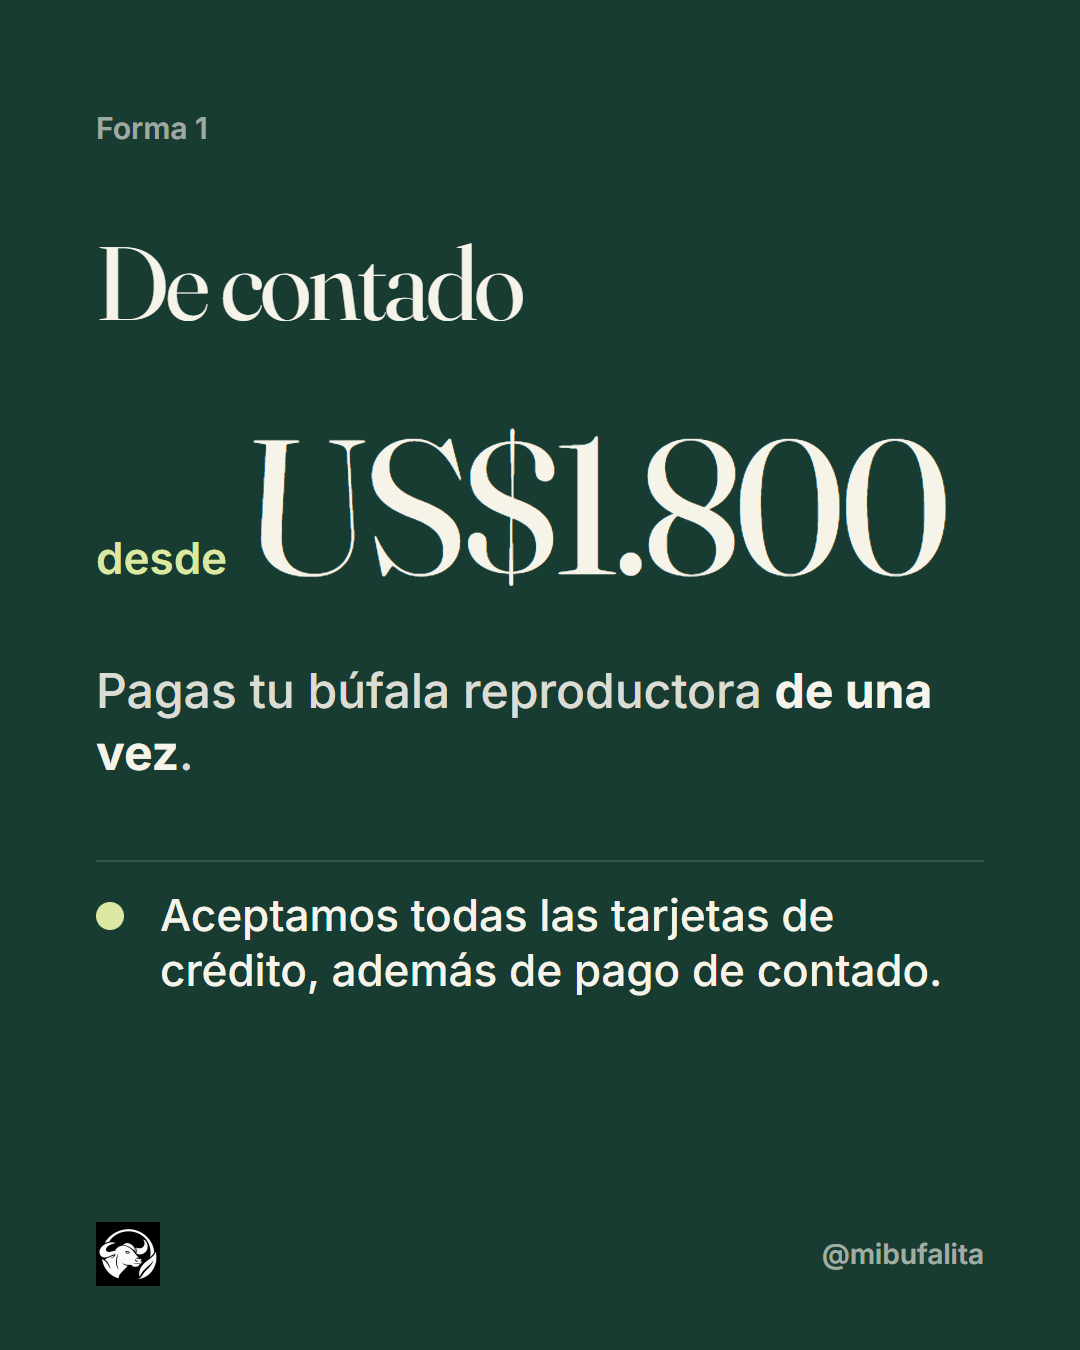 Forma 1
De contado
desde US$1.800
Pagas tu búfala reproductora de una
vez.
Aceptamos todas las tarjetas de
crédito, además de pago de contado.
@mibufalita